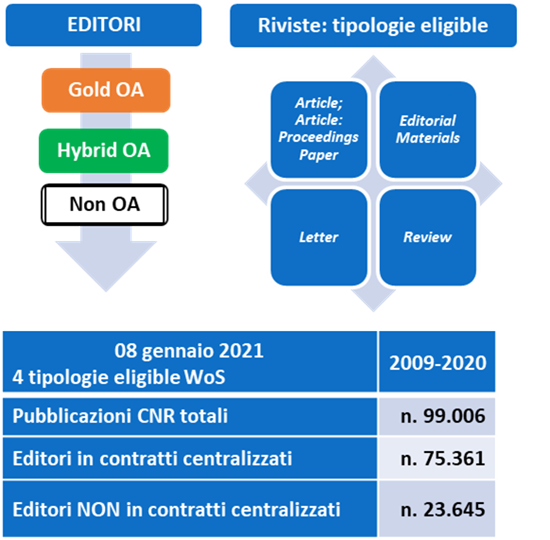 EDITORI
Gold OA
Hybrid OA
Non OA
Riviste: tipologie eligible
Article;
Article:
Proceedings
Paper
Editorial
Materials
Letter
Review
08 gennaio 2021
4 tipologie eligible WoS
2009-2020
Pubblicazioni CNR totali
n. 99.006
Editori in contratti centralizzati
n. 75.361
Editori NON in contratti centralizzati
n. 23.645